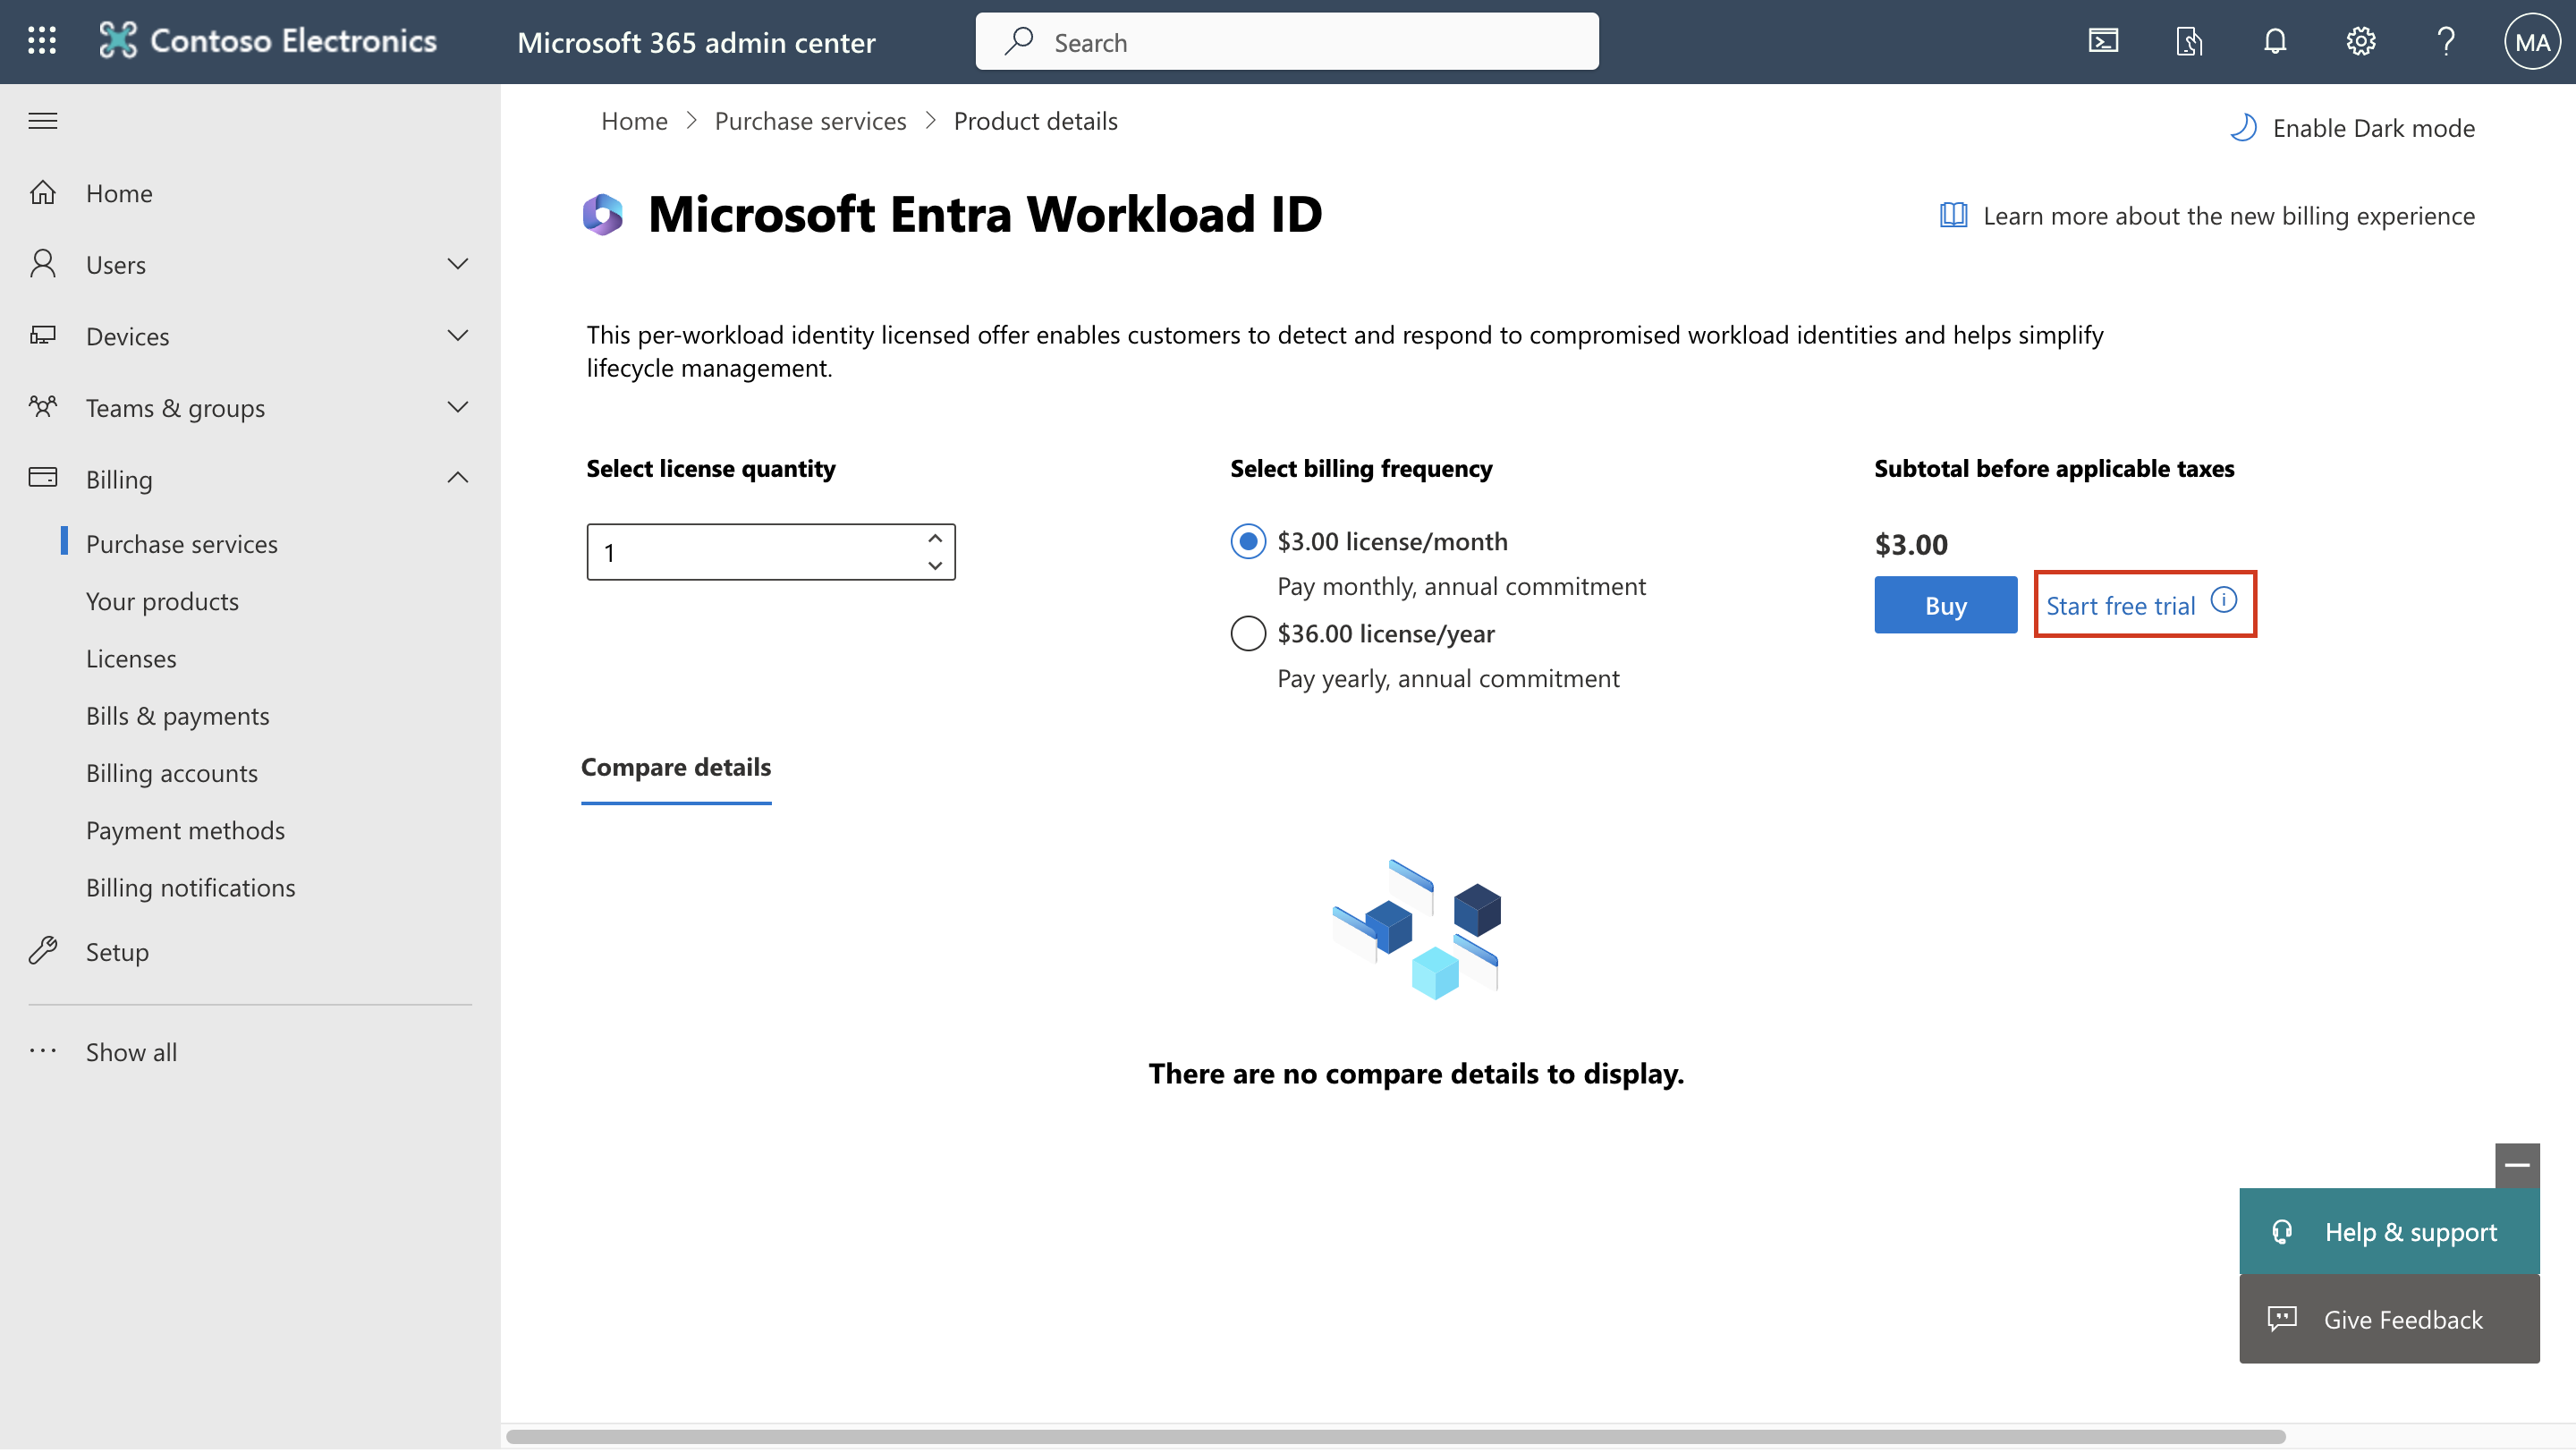 Contoso Electronics
Microsoft 365 admin center
Search
MA
Home
Users
Devices
Teams & groups
Billing
Purchase services
Your products
Licenses
Bills & payments
Billing accounts
Payment methods
Billing notifications
Setup
Show all
Home > Purchase services > Product details
Enable Dark mode
Microsoft Entra Workload ID
Learn more about the new billing experience
This per-workload identity licensed offer enables customers to detect and respond to compromised workload identities and helps simplify
lifecycle management.
Select license quantity
1
Select billing frequency
$3.00 license/month
Pay monthly, annual commitment
$36.00 license/year
Pay yearly, annual commitment
Subtotal before applicable taxes
$3.00
Buy
Start free trial
Compare details
There are no compare details to display.
Help & support
Give Feedback